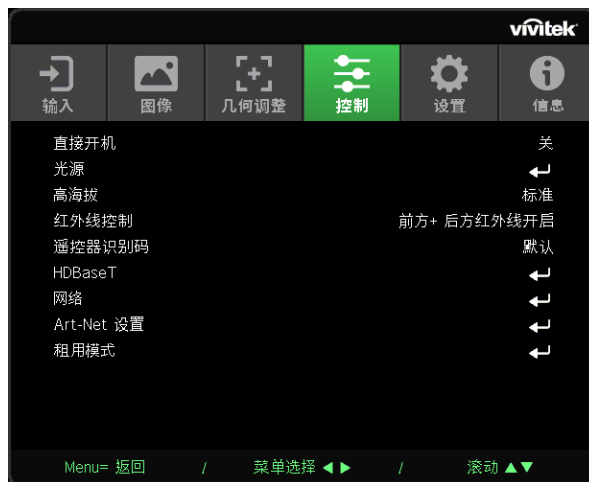 vivitek
输入 图像 几何调整 控制 设置 信息
直接开机 关
光源
高海拔 标准
红外线控制 前方+ 后方红外线开启
遥控器识别码 默认
HDBaseT
网络
Art-Net 设置
租用模式
Menu= 返回 / 菜单选择 ◀ ▶ / 滚动 ▲▼